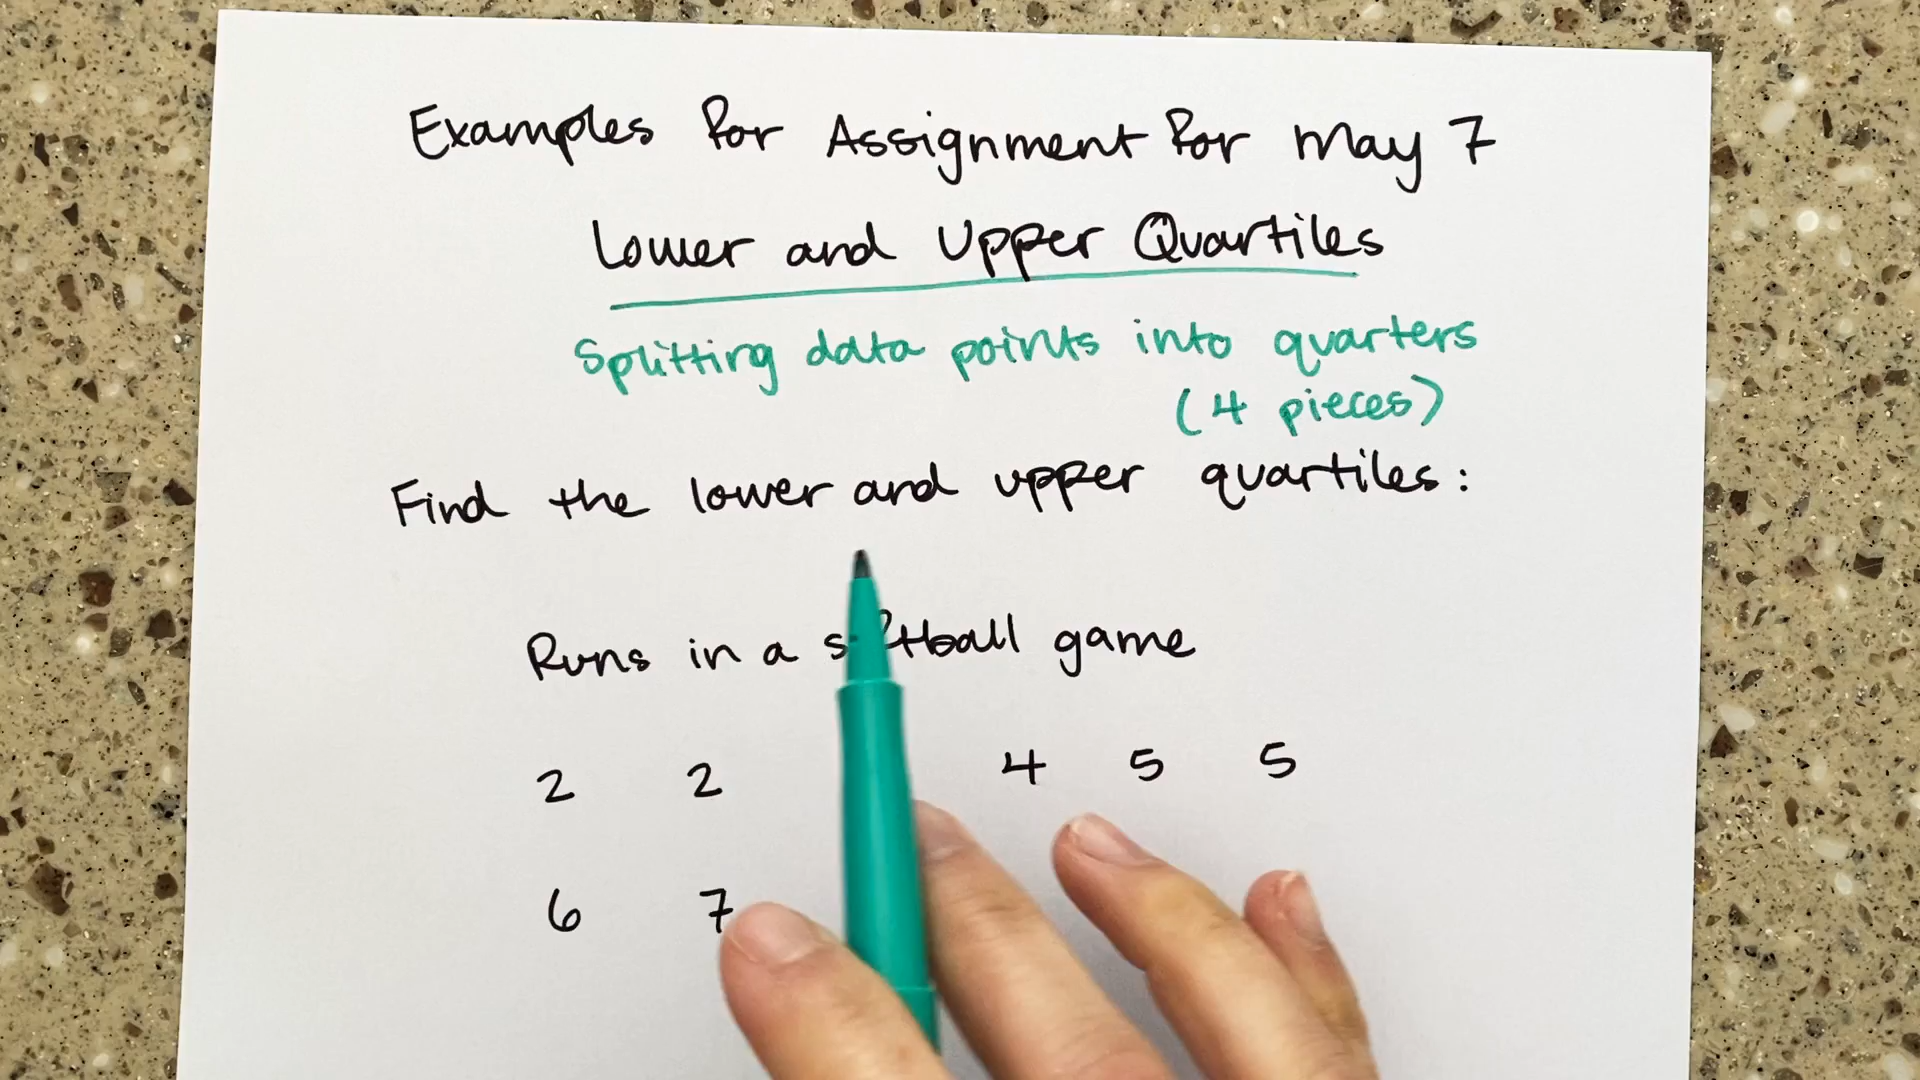 Examples for Assignment for May 7
Lower and Upper Quartiles
Splitting data points into quarters
(4 pieces)
Find the lower and upper quartiles:
Runs in a softball game
2 2 4 5 5
6 7